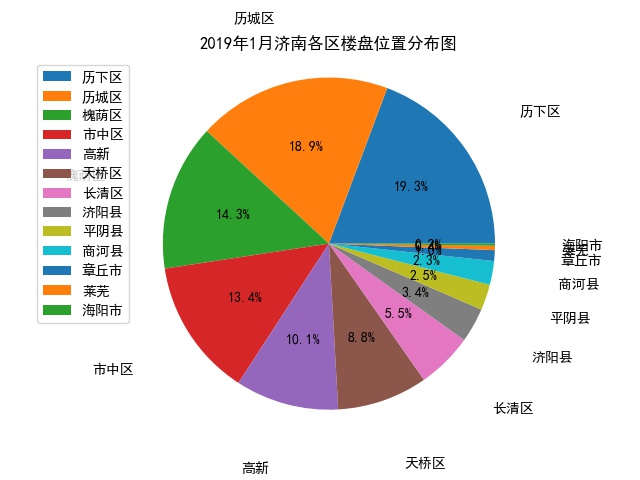 历城区
2019年1月济南各区楼盘位置分布图
历下区
历城区
槐荫区
市中区
高新
天桥区
长清区
济阳县
平阴县
商河县
章丘市
莱芜
海阳市
历下区
18.9%
19.3%
14.3%
13.4%
10.1%
8.8%
5.5%
3.4%
2.5%
2.3%
海阳市
章丘市
商河县
平阴县
济阳县
长清区
天桥区
高新
市中区